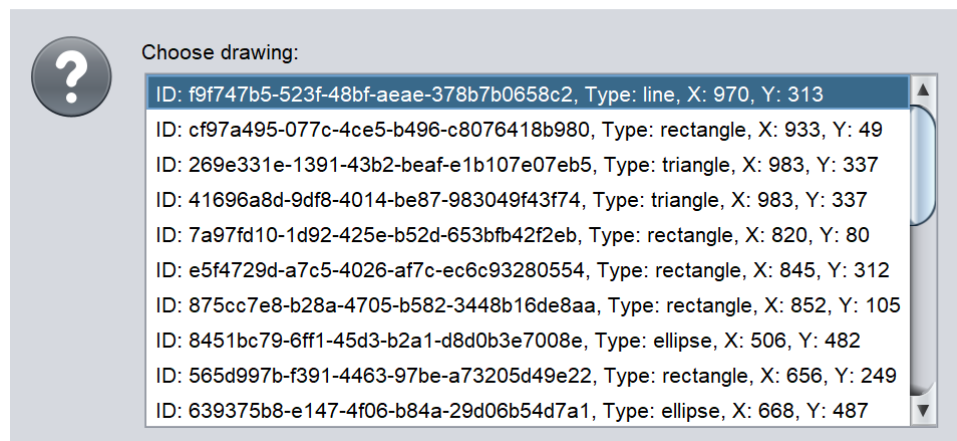 Choose drawing:
ID: f9f747b5-523f-48bf-aeae-378b7b0658c2, Type: line, X: 970, Y: 313
ID: cf97a495-077c-4ce5-b496-c8076418b980, Type: rectangle, X: 933, Y: 49
ID: 269e331e-1391-43b2-beaf-e1b107e07eb5, Type: triangle, X: 983, Y: 337
ID: 41696a8d-9df8-4014-be87-983049f43f74, Type: triangle, X: 983, Y: 337
ID: 7a97fd10-1d92-425e-b52d-653bfb42f2eb, Type: rectangle, X: 820, Y: 80
ID: e5f4729d-a7c5-4026-af7c-ec6c93280554, Type: rectangle, X: 845, Y: 312
ID: 875cc7e8-b28a-4705-b582-3448b16de8aa, Type: rectangle, X: 852, Y: 105
ID: 8451bc79-6ff1-45d3-b2a1-d8d0b3e7008e, Type: ellipse, X: 506, Y: 482
ID: 565d997b-f391-4463-97be-a73205d49e22, Type: rectangle, X: 656, Y: 249
ID: 639375b8-e147-4f06-b84a-29d06b54d7a1, Type: ellipse, X: 668, Y: 487